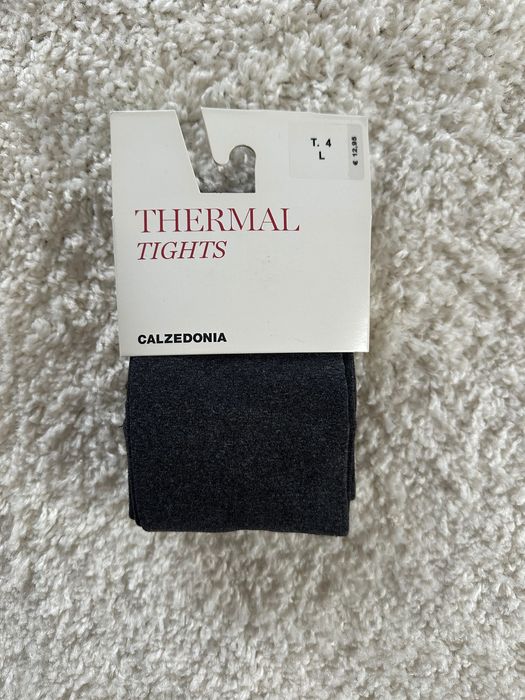 T. 4
L
€ 12,95
THERMAL
TIGHTS
CALZEDONIA